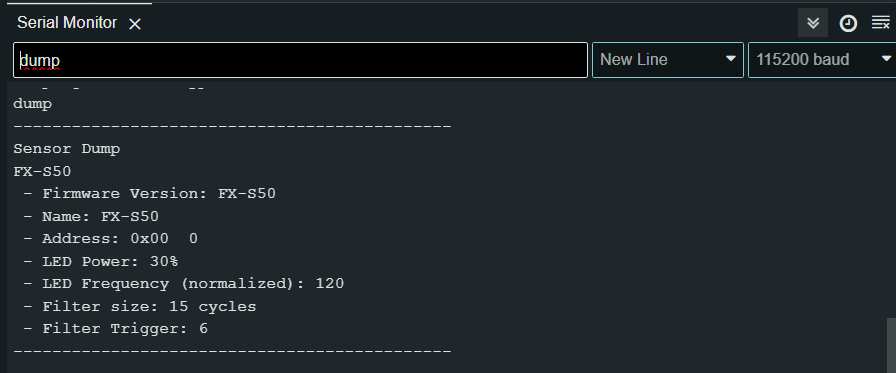 Serial Monitor
dump
New Line
115200 baud
dump
---------------------------------------------
Sensor Dump
FX-S50
- Firmware Version: FX-S50
- Name: FX-S50
- Address: 0x00  0
- LED Power: 30%
- LED Frequency (normalized): 120
- Filter size: 15 cycles
- Filter Trigger: 6
---------------------------------------------